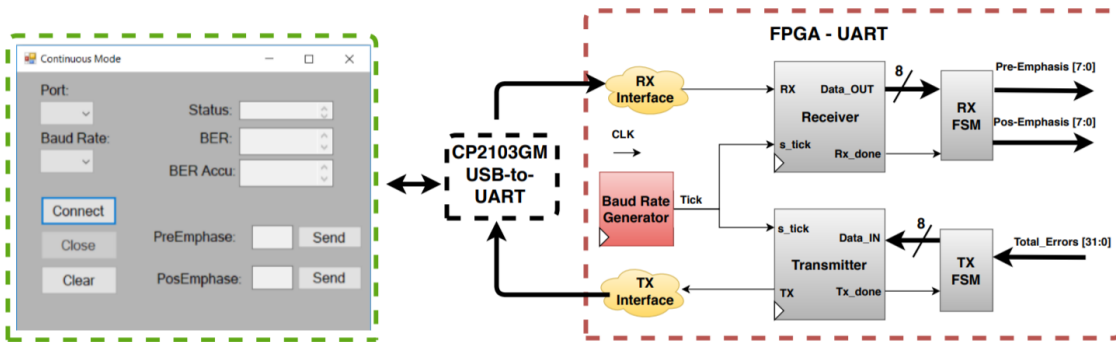 Continuous Mode
Port:
Status:
Baud Rate:
BER:
BER Accu:
Connect
Close
PreEmphase:
Send
Clear
PosEmphase:
Send
CP2103GM
USB-to-
UART
FPGA - UART
RX
Interface
CLK
Baud Rate
Generator
Tick
TX
Interface
RX
Data_OUT
Receiver
s_tick
Rx_done
8
RX
FSM
Pre-Emphasis [7:0]
Pos-Emphasis [7:0]
s_tick
Data_IN
Transmitter
TX
Tx_done
8
TX
FSM
Total_Errors [31:0]